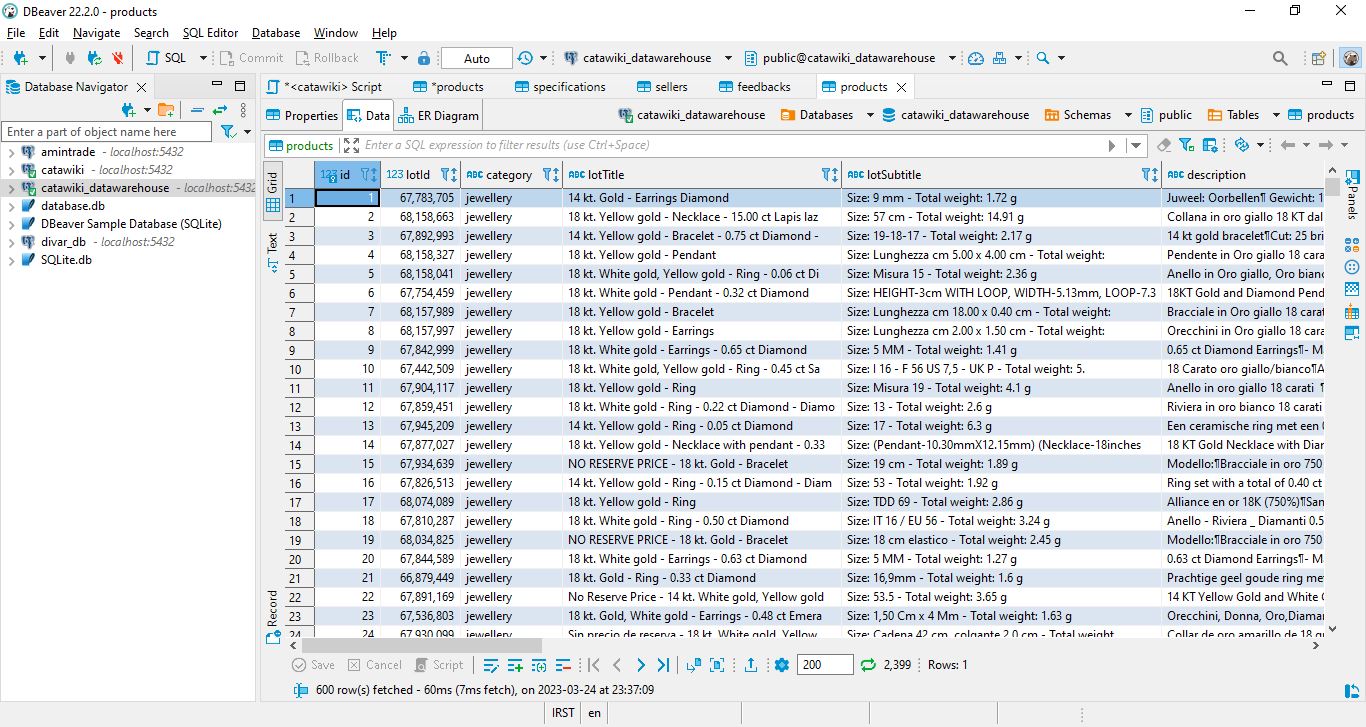 DBeaver 22.2.0 - products
File Edit Navigate Search SQL Editor Database Window Help
SQL Commit Rollback Auto catawiki_datawarehouse public@catawiki_datawarehouse
Database Navigator
*<catawiki> Script *products specifications sellers feedbacks products
Properties Data ER Diagram catawiki_datawarehouse Databases catawiki_datawarehouse Schemas public Tables products
Enter a part of object name here
products Enter a SQL expression to filter results (use Ctrl+Space)
amintrade - localhost:5432
catawiki - localhost:5432
catawiki_datawarehouse - localhost:5432
database.db
DBeaver Sample Database (SQLite)
divar_db - localhost:5432
SQLite.db
Grid
Text
Record
Panels
123 id 123 lotId ABC category ABC lotTitle ABC lotSubtitle ABC description
1 1 67,783,705 jewellery 14 kt. Gold - Earrings Diamond Size: 9 mm - Total weight: 1.72 g Juweel: Oorbellen¶ Gewicht: 1
2 2 68,158,663 jewellery 18 kt. Yellow gold - Necklace - 15.00 ct Lapis laz Size: 57 cm - Total weight: 14.91 g Collana in oro giallo 18 KT dal
3 3 67,892,993 jewellery 14 kt. Yellow gold - Bracelet - 0.75 ct Diamond - Size: 19-18-17 - Total weight: 2.17 g 14 kt gold bracelet¶Cut: 25 bri
4 4 68,158,327 jewellery 18 kt. Yellow gold - Pendant Size: Lunghezza cm 5.00 x 4.00 cm - Total weight: Pendente in Oro giallo 18 cara
5 5 68,158,041 jewellery 18 kt. White gold, Yellow gold - Ring - 0.06 ct Di Size: Misura 15 - Total weight: 2.36 g Anello in Oro giallo, Oro bianc
6 6 67,754,459 jewellery 18 kt. White gold - Pendant - 0.32 ct Diamond Size: HEIGHT-3cm WITH LOOP, WIDTH-5.13mm, LOOP-7.3 18KT Gold and Diamond Pend
7 7 68,157,989 jewellery 18 kt. Yellow gold - Bracelet Size: Lunghezza cm 18.00 x 0.40 cm - Total weight: Bracciale in Oro giallo 18 carat
8 8 68,157,997 jewellery 18 kt. Yellow gold - Earrings Size: Lunghezza cm 2.00 x 1.50 cm - Total weight: Orecchini in Oro giallo 18 carat
9 9 67,842,999 jewellery 18 kt. White gold - Earrings - 0.65 ct Diamond Size: 5 MM - Total weight: 1.41 g 0.65 ct Diamond Earrings¶- M
10 10 67,442,509 jewellery 18 kt. White gold, Yellow gold - Ring - 0.45 ct Sa Size: I 16 - F 56 US 7,5 - UK P - Total weight: 5. 18 Carato oro giallo/bianco¶A
11 11 67,904,117 jewellery 18 kt. Yellow gold - Ring Size: Misura 19 - Total weight: 4.1 g Anello in oro giallo 18 carati ¶
12 12 67,859,451 jewellery 18 kt. White gold - Ring - 0.22 ct Diamond - Diamo Size: 13 - Total weight: 2.6 g Riviera in oro bianco 18 carati
13 13 67,945,209 jewellery 14 kt. Yellow gold - Ring - 0.05 ct Diamond Size: 17 - Total weight: 6.3 g Een ceramische ring met een 0
14 14 67,877,027 jewellery 18 kt. Yellow gold - Necklace with pendant - 0.33 Size: (Pendant-10.30mmX12.15mm) (Necklace-18inches 18 KT Gold Necklace with Diar
15 15 67,934,639 jewellery NO RESERVE PRICE - 18 kt. Gold - Bracelet Size: 19 cm - Total weight: 1.89 g Modello:¶Bracciale in oro 750
16 16 67,826,513 jewellery 14 kt. Yellow gold - Ring - 0.15 ct Diamond - Diam Size: 53 - Total weight: 1.92 g Ring set with a total of 0.40 ct
17 17 68,074,089 jewellery 18 kt. Yellow gold - Ring Size: TDD 69 - Total weight: 2.86 g Alliance en or 18K (750%)¶San
18 18 67,810,287 jewellery 18 kt. White gold - Ring - 0.50 ct Diamond Size: IT 16 / EU 56 - Total weight: 3.24 g Anello - Riviera _ Diamanti 0.5
19 19 68,034,825 jewellery NO RESERVE PRICE - 18 kt. Gold - Bracelet Size: 18 cm elastico - Total weight: 2.45 g Modello:¶Bracciale in oro 750
20 20 67,844,589 jewellery 18 kt. White gold - Earrings - 0.63 ct Diamond Size: 5 MM - Total weight: 1.27 g 0.63 ct Diamond Earrings¶- M
21 21 66,879,449 jewellery 18 kt. Gold - Ring - 0.33 ct Diamond Size: 16,9mm - Total weight: 1.6 g Prachtige geel goude ring me
22 22 67,891,169 jewellery No Reserve Price - 14 kt. White gold, Yellow gold Size: 53.5 - Total weight: 3.65 g 14 KT Yellow Gold and White
23 23 67,536,803 jewellery 18 kt. Gold, White gold - Earrings - 0.48 ct Emera Size: 1,50 Cm x 4 Mm - Total weight: 1.63 g Orecchini, Donna, Oro,Diaman
24 24 67,930,099 jewellery Sin precio de reserva - 18 kt. White gold, Yellow Size: Cadena 42 cm, colgante 2.0 cm - Total weight Collar de oro amarillo de 18
Save Cancel Script 200 2,399 Rows: 1
600 row(s) fetched - 60ms (7ms fetch), on 2023-03-24 at 23:37:09
IRST en